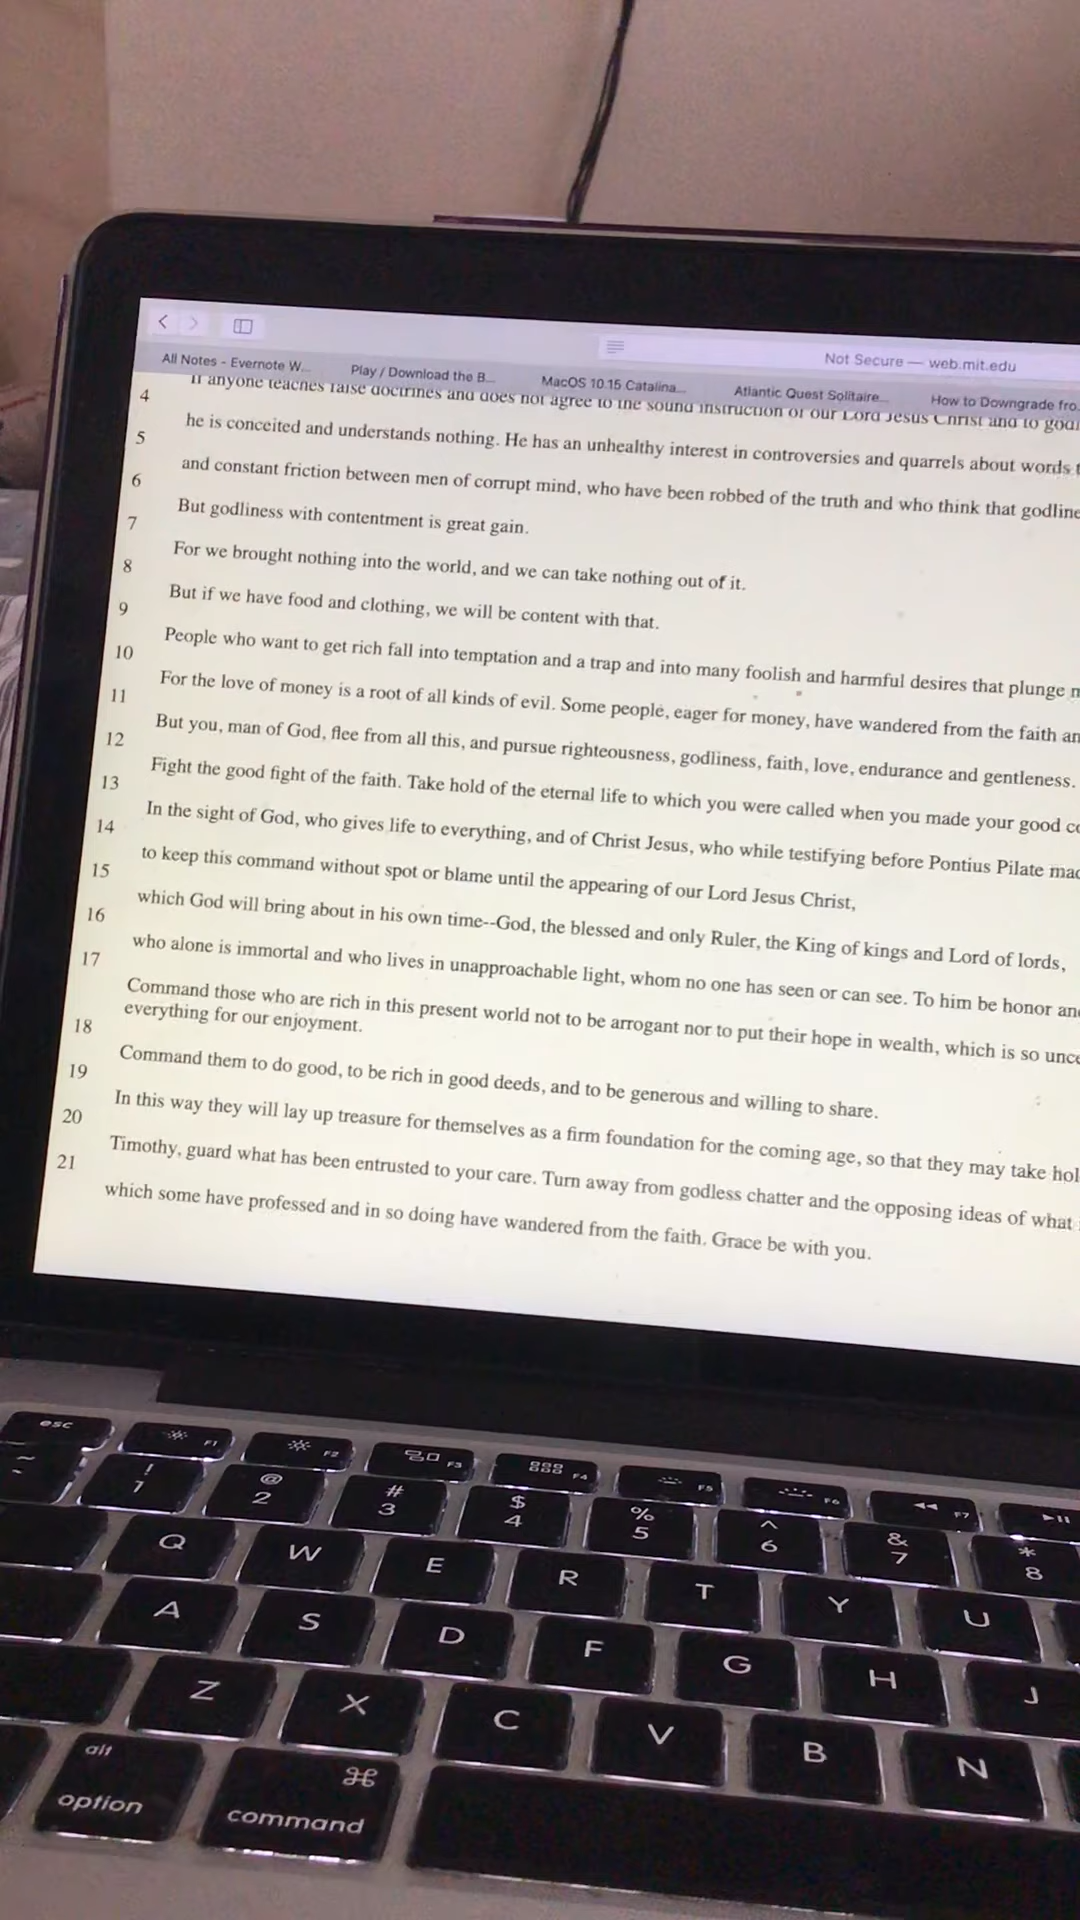 Not Secure — web.mit.edu
All Notes - Evernote W... Play / Download the B... MacOS 10.15 Catalina... Atlantic Quest Solitaire... How to Downgrade fro
If anyone teaches false doctrines and does not agree to the sound instruction of our Lord Jesus Christ and to
4 he is conceited and understands nothing. He has an unhealthy interest in controversies and quarrels about words
5 and constant friction between men of corrupt mind, who have been robbed of the truth and who think that
6 But godliness with contentment is great gain.
7 For we brought nothing into the world, and we can take nothing out of it.
8 But if we have food and clothing, we will be content with that.
9 People who want to get rich fall into temptation and a trap and into many foolish and harmful desires that plunge
10 For the love of money is a root of all kinds of evil. Some people, eager for money, have wandered from the faith
11 But you, man of God, flee from all this, and pursue righteousness, godliness, faith, love, endurance and gentleness.
12 Fight the good fight of the faith. Take hold of the eternal life to which you were called when you made your good
13 In the sight of God, who gives life to everything, and of Christ Jesus, who while testifying before Pontius Pilate
14 to keep this command without spot or blame until the appearing of our Lord Jesus Christ,
15 which God will bring about in his own time--God, the blessed and only Ruler, the King of kings and Lord of lords,
16 who alone is immortal and who lives in unapproachable light, whom no one has seen or can see. To him be honor
17 Command those who are rich in this present world not to be arrogant nor to put their hope in wealth, which is so
everything for our enjoyment.
18 Command them to do good, to be rich in good deeds, and to be generous and willing to share.
19 In this way they will lay up treasure for themselves as a firm foundation for the coming age, so that they may take
20 Timothy, guard what has been entrusted to your care. Turn away from godless chatter and the opposing ideas of what
21 which some have professed and in so doing have wandered from the faith. Grace be with you.
esc F1 F2 F3 F4 F5 F6 F7
~ ! 1 @ 2 # 3 $ 4 % 5 ^ 6 & 7 * 8
Q W E R T Y U
A S D F G H J
Z X C V B N
alt option ⌘ command